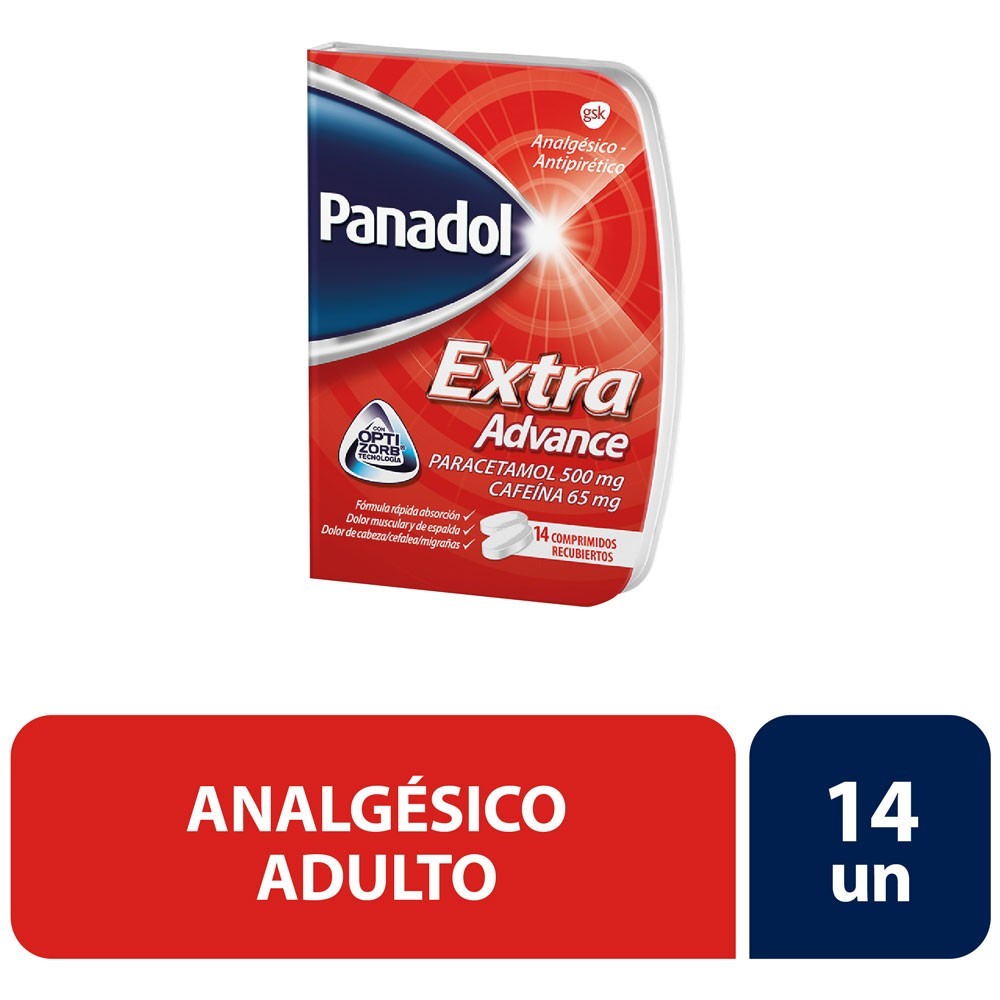 gsk
Analgésico -
Antipirético
Panadol
Extra
Advance
PARACETAMOL 500 mg
CAFEÍNA 65 mg
CON
OPTI
ZORB®
TECNOLOGÍA
Fórmula rápida absorción ✓
Dolor muscular y de espalda ✓
Dolor de cabeza/cefalea/migrañas ✓
14 COMPRIMIDOS
RECUBIERTOS
ANALGÉSICO
ADULTO
14
un